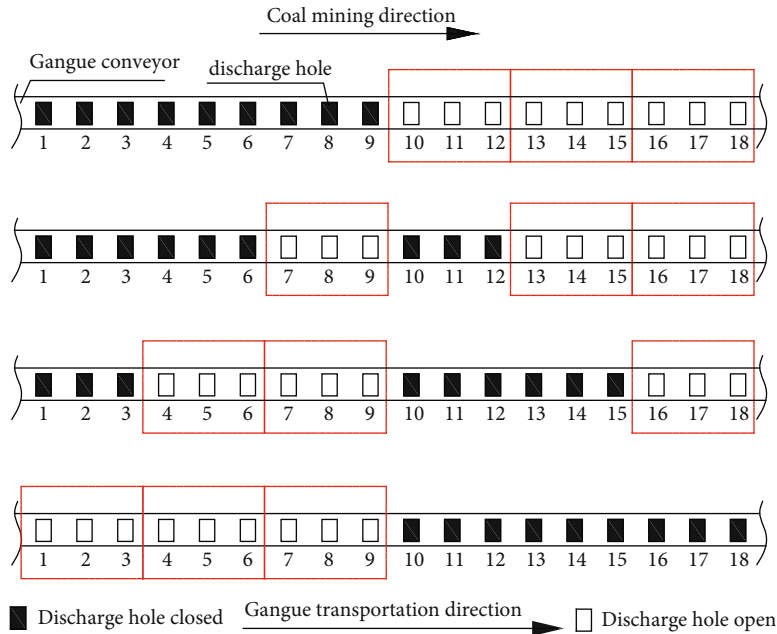 Coal mining direction
Gangue conveyor discharge hole
1 2 3 4 5 6 7 8 9 10 11 12 13 14 15 16 17 18
1 2 3 4 5 6 7 8 9 10 11 12 13 14 15 16 17 18
1 2 3 4 5 6 7 8 9 10 11 12 13 14 15 16 17 18
1 2 3 4 5 6 7 8 9 10 11 12 13 14 15 16 17 18
Discharge hole closed Gangue transportation direction Discharge hole open